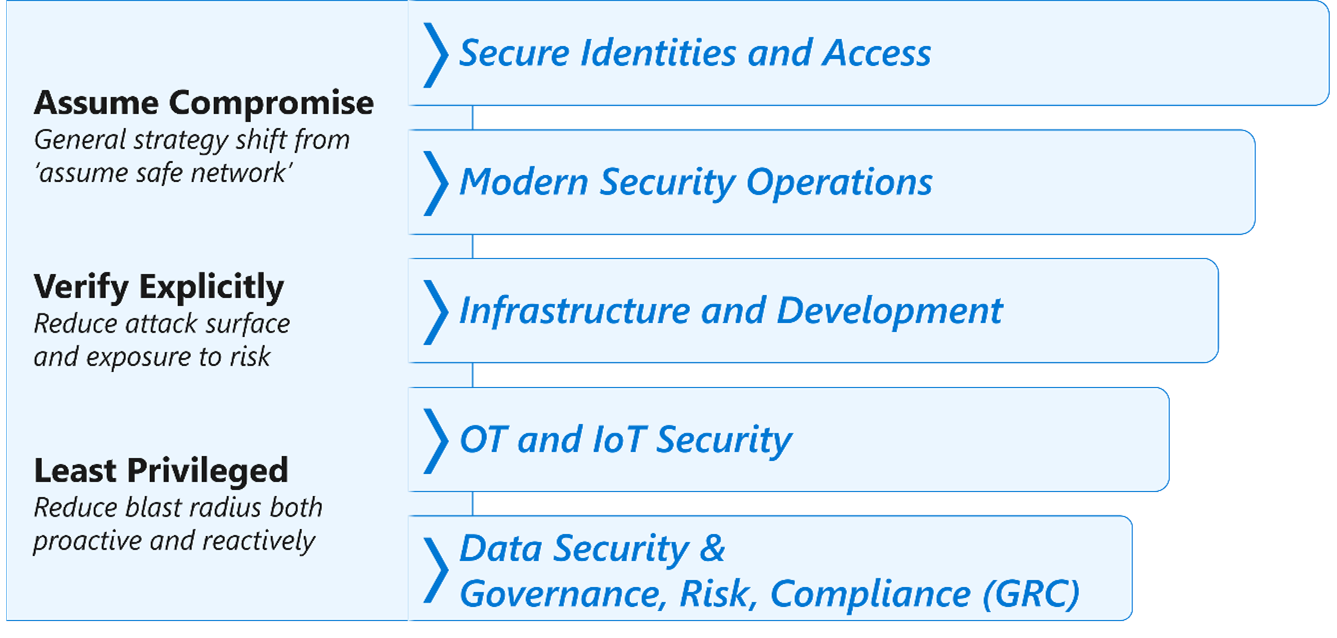 Assume Compromise
General strategy shift from
‘assume safe network’
Verify Explicitly
Reduce attack surface
and exposure to risk
Least Privileged
Reduce blast radius both
proactive and reactively
Secure Identities and Access
Modern Security Operations
Infrastructure and Development
OT and IoT Security
Data Security &
Governance, Risk, Compliance (GRC)